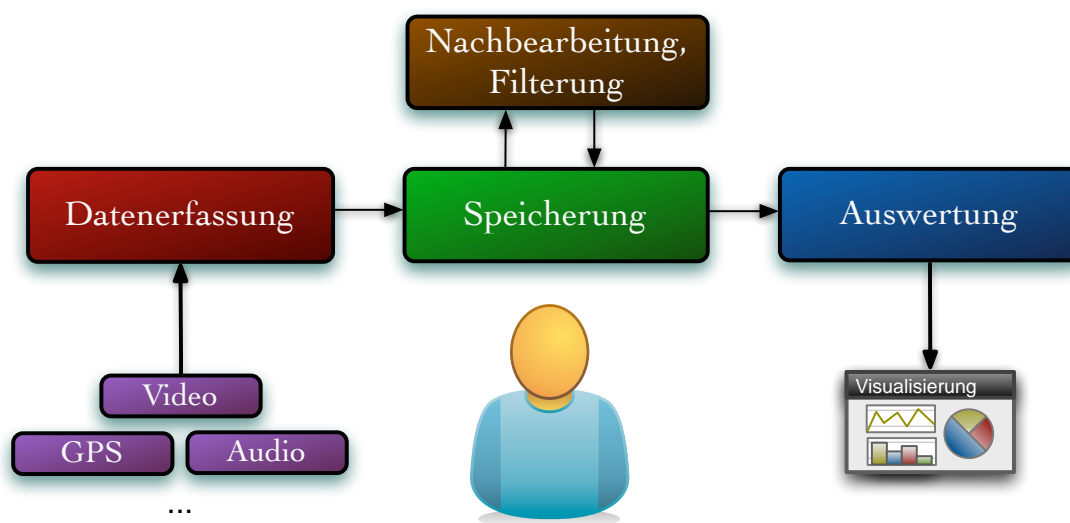 Nachbearbeitung,
Filterung
Datenerfassung
Speicherung
Auswertung
Video
GPS
Audio
...
Visualisierung